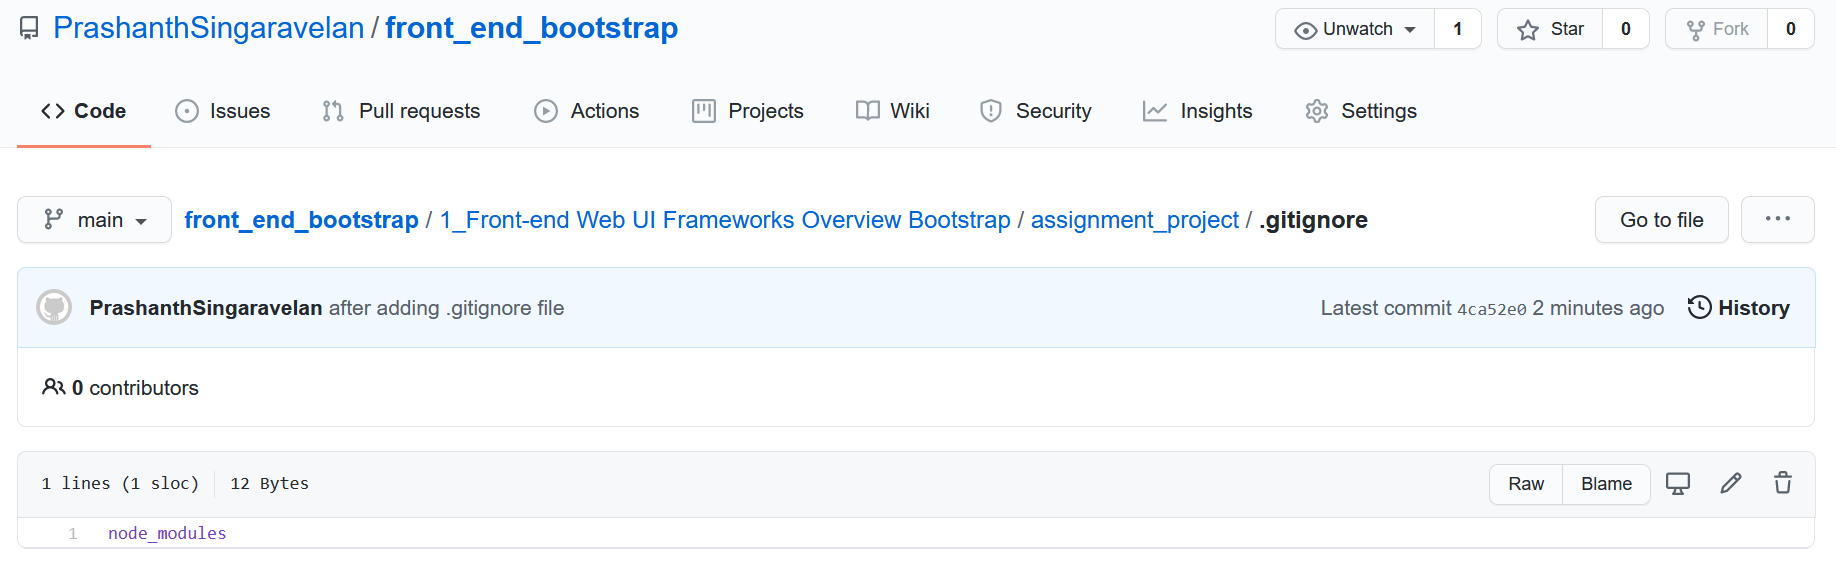 PrashanthSingaravelan / front_end_bootstrap
Unwatch 1 Star 0 Fork 0
Code Issues Pull requests Actions Projects Wiki Security Insights Settings
main front_end_bootstrap / 1_Front-end Web UI Frameworks Overview Bootstrap / assignment_project / .gitignore Go to file ...
PrashanthSingaravelan after adding .gitignore file Latest commit 4ca52e0 2 minutes ago History
0 contributors
1 lines (1 sloc) 12 Bytes Raw Blame
1 node_modules